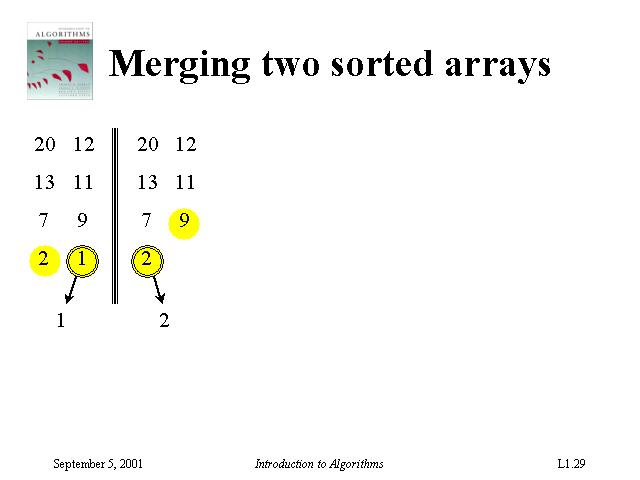 ALGORITHMS
Merging two sorted arrays
20 12 20 12
13 11 13 11
7 9 7 9
2 1 2
1 2
September 5, 2001 Introduction to Algorithms L1.29